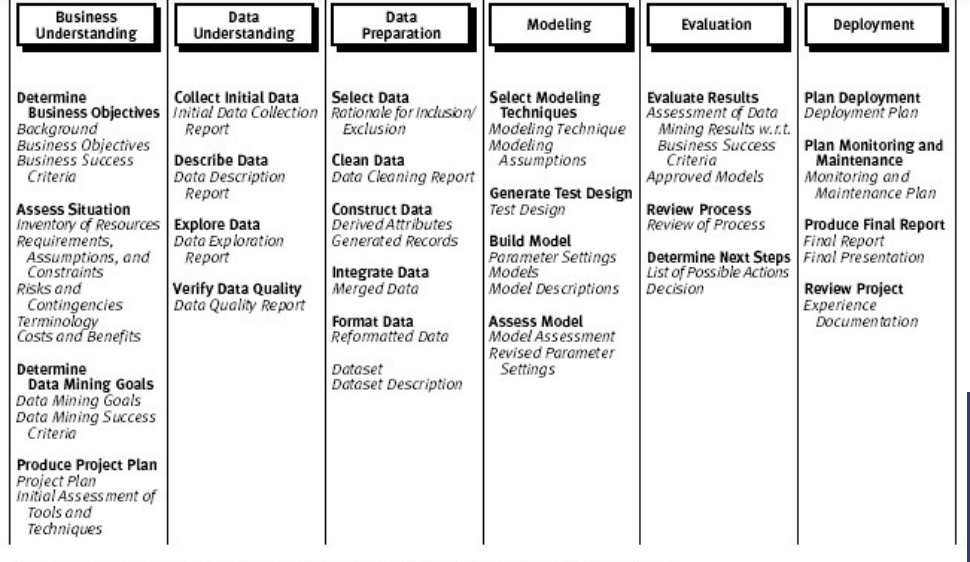 Business
Understanding
Data
Understanding
Data
Preparation
Modeling
Evaluation
Deployment
Determine
Business Objectives
Background
Business Objectives
Business Success
Criteria
Assess Situation
Inventory of Resources
Requirements,
Assumptions, and
Constraints
Risks and
Contingencies
Terminology
Costs and Benefits
Determine
Data Mining Goals
Data Mining Goals
Data Mining Success
Criteria
Produce Project Plan
Project Plan
Initial Assessment of
Tools and
Techniques
Collect Initial Data
Initial Data Collection
Report
Describe Data
Data Description
Report
Explore Data
Data Exploration
Report
Verify Data Quality
Data Quality Report
Select Data
Rationale for Inclusion/
Exclusion
Clean Data
Data Cleaning Report
Construct Data
Derived Attributes
Generated Records
Integrate Data
Merged Data
Format Data
Reformatted Data
Dataset
Dataset Description
Select Modeling
Techniques
Modeling Technique
Modeling
Assumptions
Generate Test Design
Test Design
Build Model
Parameter Settings
Models
Model Descriptions
Assess Model
Model Assessment
Revised Parameter
Settings
Evaluate Results
Assessment of Data
Mining Results w.r.t.
Business Success
Criteria
Approved Models
Review Process
Review of Process
Determine Next Steps
List of Possible Actions
Decision
Plan Deployment
Deployment Plan
Plan Monitoring and
Maintenance
Monitoring and
Maintenance Plan
Produce Final Report
Final Report
Final Presentation
Review Project
Experience
Documentation